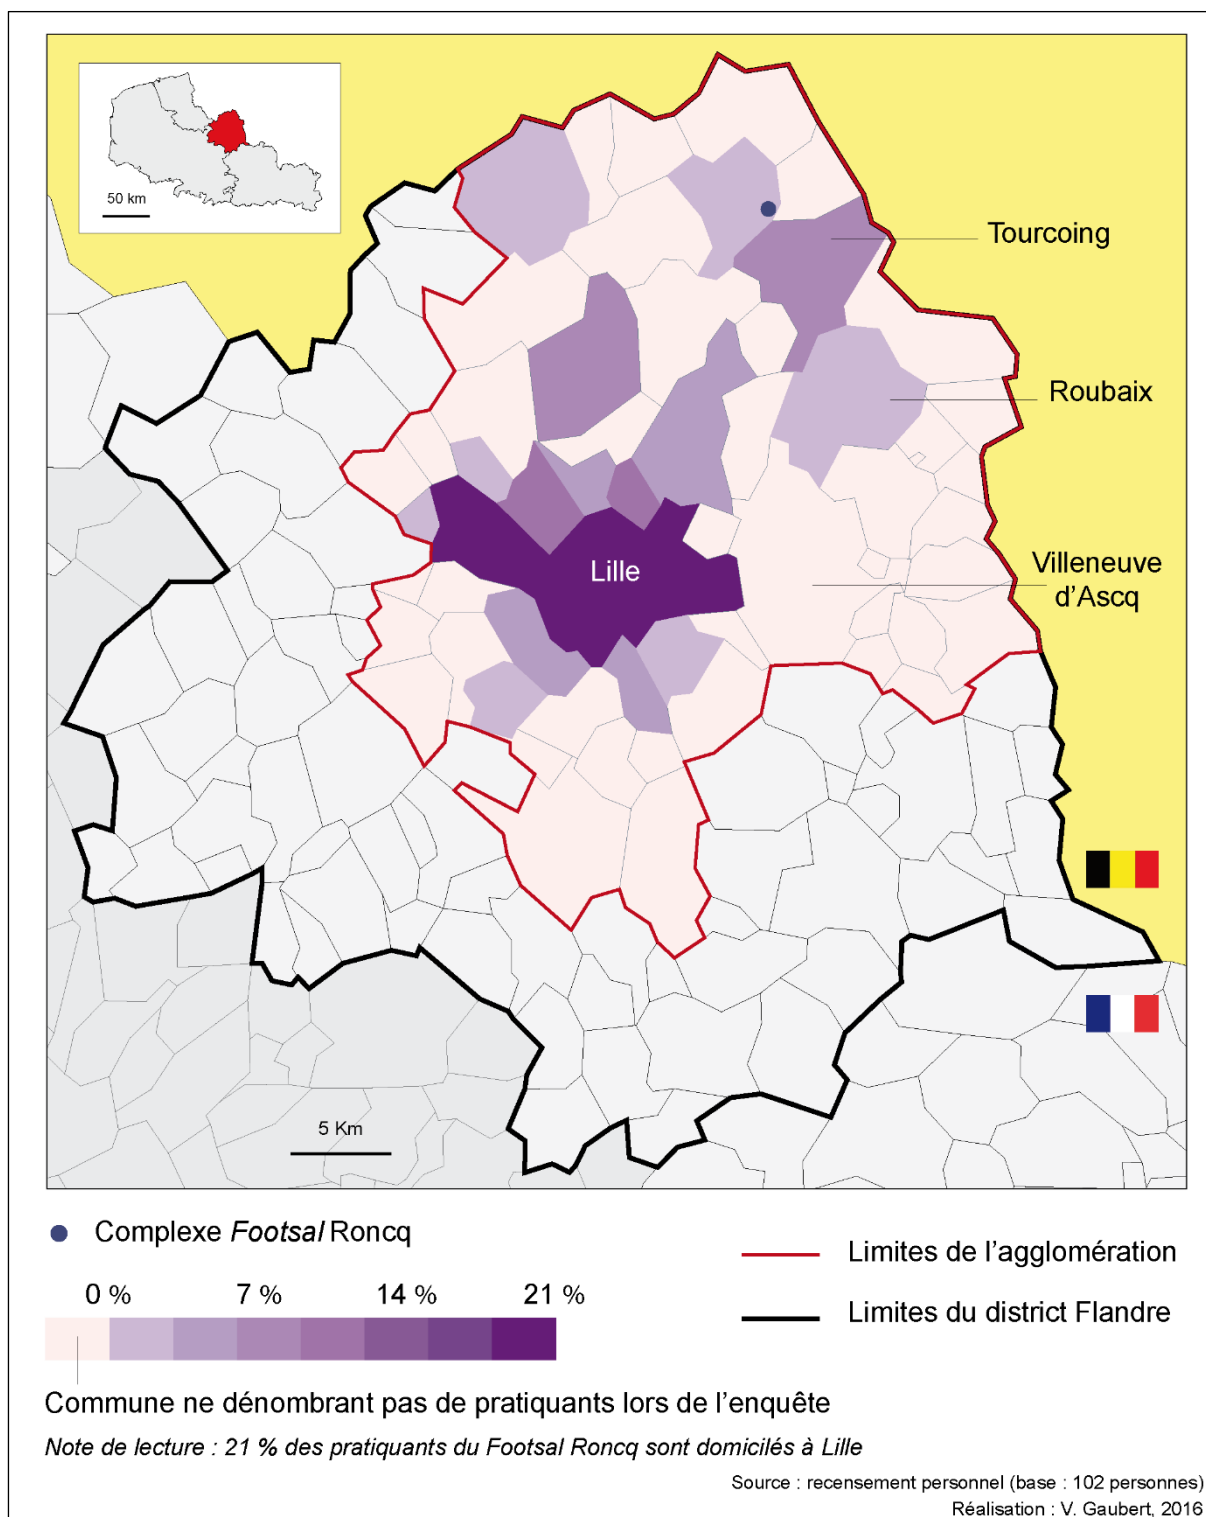 50 km
Tourcoing
Roubaix
Lille
Villeneuve
d'Ascq
5 Km
Complexe Footsal Roncq
0 % 7 % 14 % 21 %
Limites de l'agglomération
Limites du district Flandre
Commune ne dénombrant pas de pratiquants lors de l'enquête
Note de lecture : 21 % des pratiquants du Footsal Roncq sont domicilés à Lille
Source : recensement personnel (base : 102 personnes)
Réalisation : V. Gaubert, 2016